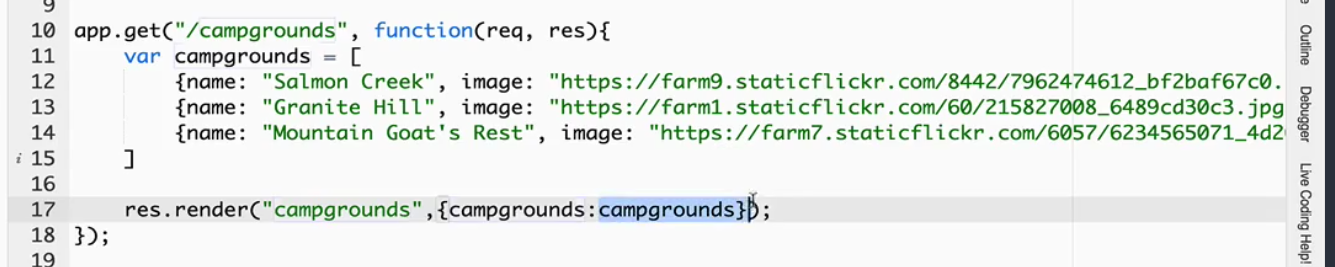 9
10 app.get("/campgrounds", function(req, res){
11 var campgrounds = [
12 {name: "Salmon Creek", image: "https://farm9.staticflickr.com/8442/7962474612_bf2baf67c0.
13 {name: "Granite Hill", image: "https://farm1.staticflickr.com/60/215827008_6489cd30c3.jpg
14 {name: "Mountain Goat's Rest", image: "https://farm7.staticflickr.com/6057/6234565071_4d2
i 15 ]
16
17 res.render("campgrounds",{campgrounds:campgrounds});
18 });
19
Outline
Debugger
Live Coding Help!